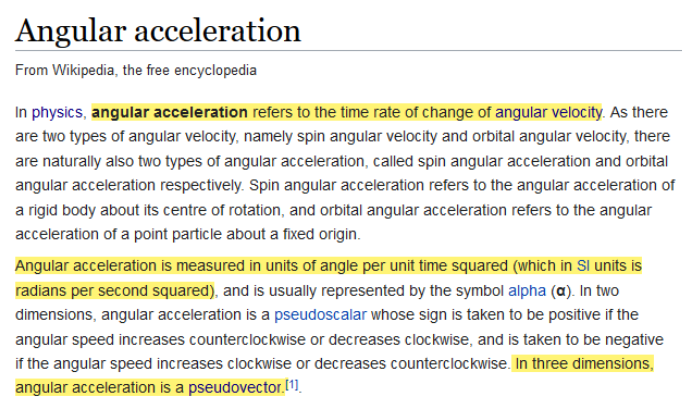 Angular acceleration
From Wikipedia, the free encyclopedia
In physics, angular acceleration refers to the time rate of change of angular velocity. As there
are two types of angular velocity, namely spin angular velocity and orbital angular velocity, there
are naturally also two types of angular acceleration, called spin angular acceleration and orbital
angular acceleration respectively. Spin angular acceleration refers to the angular acceleration of
a rigid body about its centre of rotation, and orbital angular acceleration refers to the angular
acceleration of a point particle about a fixed origin.
Angular acceleration is measured in units of angle per unit time squared (which in SI units is
radians per second squared), and is usually represented by the symbol alpha (α). In two
dimensions, angular acceleration is a pseudoscalar whose sign is taken to be positive if the
angular speed increases counterclockwise or decreases clockwise, and is taken to be negative
if the angular speed increases clockwise or decreases counterclockwise. In three dimensions,
angular acceleration is a pseudovector.[1]